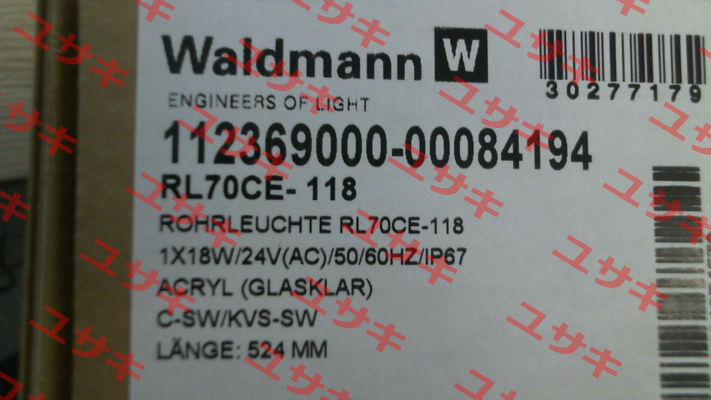 Waldmann W
ENGINEERS OF LIGHT
30277179
112369000-00084194
RL70CE- 118
ROHRLEUCHTE RL70CE-118
1X18W/24V(AC)/50/60HZ/IP67
ACRYL (GLASKLAR)
C-SW/KVS-SW
LÄNGE: 524 MM
ユサキ